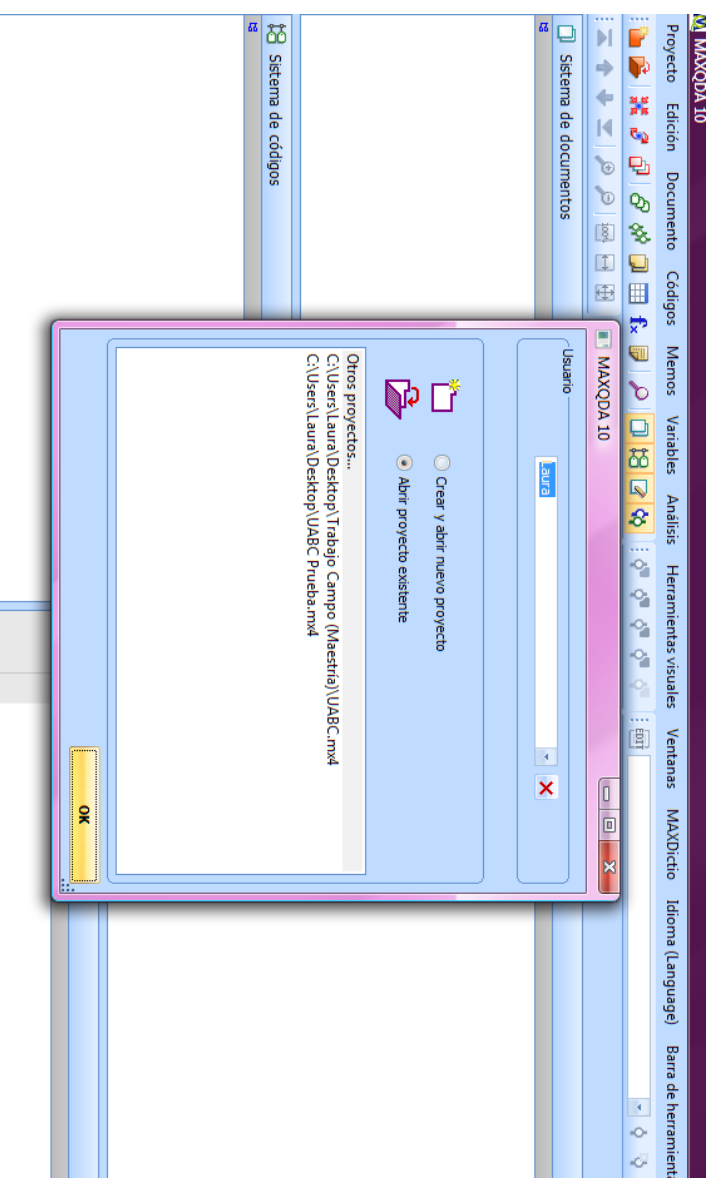 MAXQDA 10
Proyecto Edición Documento Códigos Memos Variables Análisis Herramientas visuales Ventanas MAXDictio Idioma (Language) Barra de herramienta
EDIT
100%
Sistema de documentos
Sistema de códigos
MAXQDA 10
Usuario
Laura
Crear y abrir nuevo proyecto
Abrir proyecto existente
Otros proyectos...
C:\Users\Laura\Desktop\Trabajo Campo (Maestría)\UABC.mx4
C:\Users\Laura\Desktop\UABC Prueba.mx4
OK